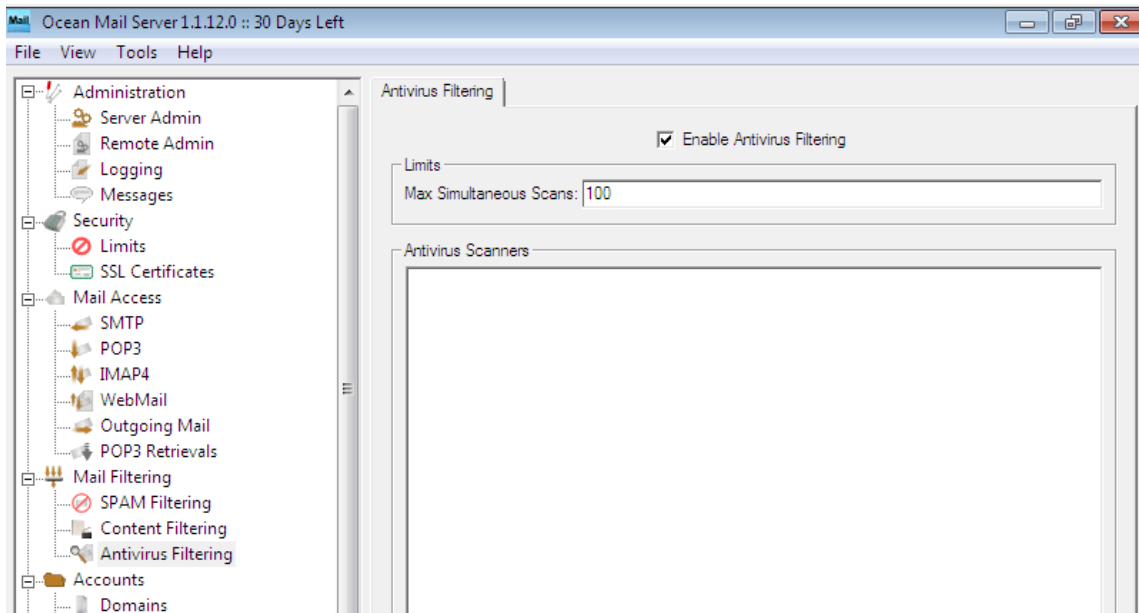 Mail Ocean Mail Server 1.1.12.0 :: 30 Days Left
File View Tools Help
Administration
Server Admin
Remote Admin
Logging
Messages
Security
Limits
SSL Certificates
Mail Access
SMTP
POP3
IMAP4
WebMail
Outgoing Mail
POP3 Retrievals
Mail Filtering
SPAM Filtering
Content Filtering
Antivirus Filtering
Accounts
Domains
Antivirus Filtering
Enable Antivirus Filtering
Limits
Max Simultaneous Scans: 100
Antivirus Scanners